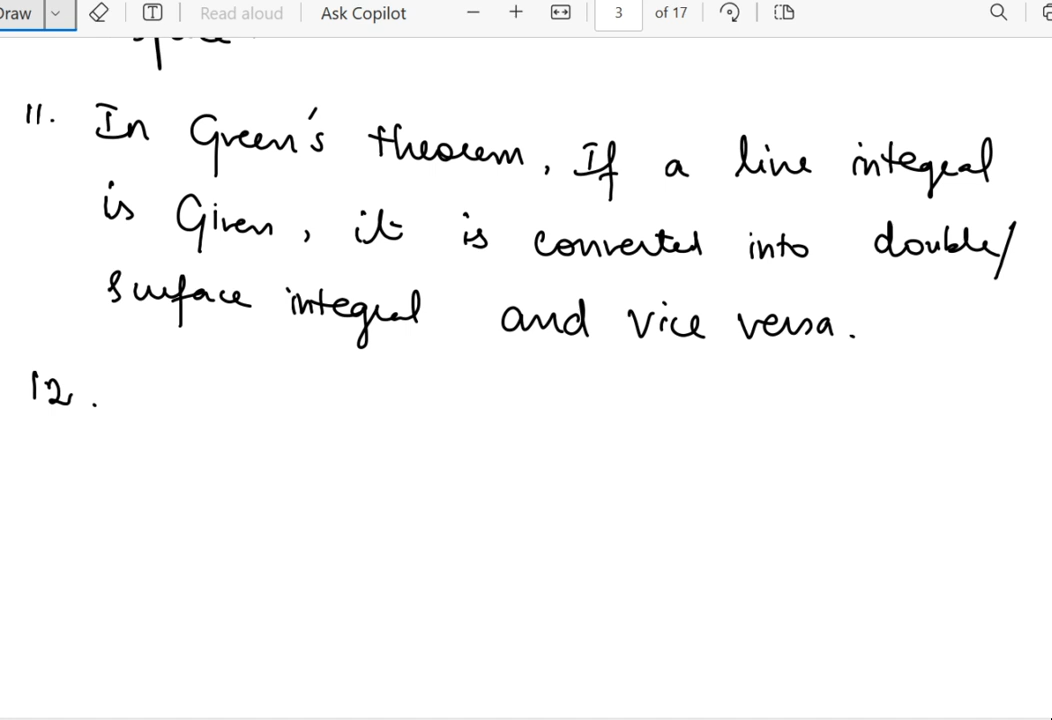 Draw
Read aloud
Ask Copilot
3 of 17
11. In Green's theorem, If a line integral
is Given, it is converted into double/
surface integral and vice versa.
12.